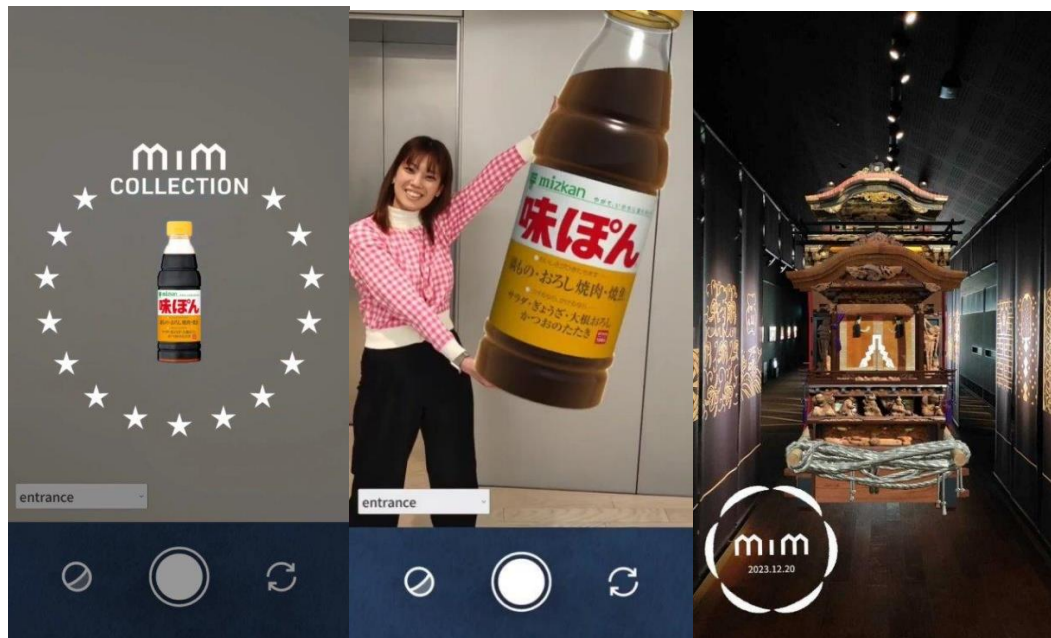 mim
COLLECTION
mizkan
味ぽん
entrance
mizkan
味ぽん
鍋もの・おろし焼肉・焼魚
サラダ・ぎょうざ・大根おろし
かつおのたたき
entrance
mim
2023.12.20